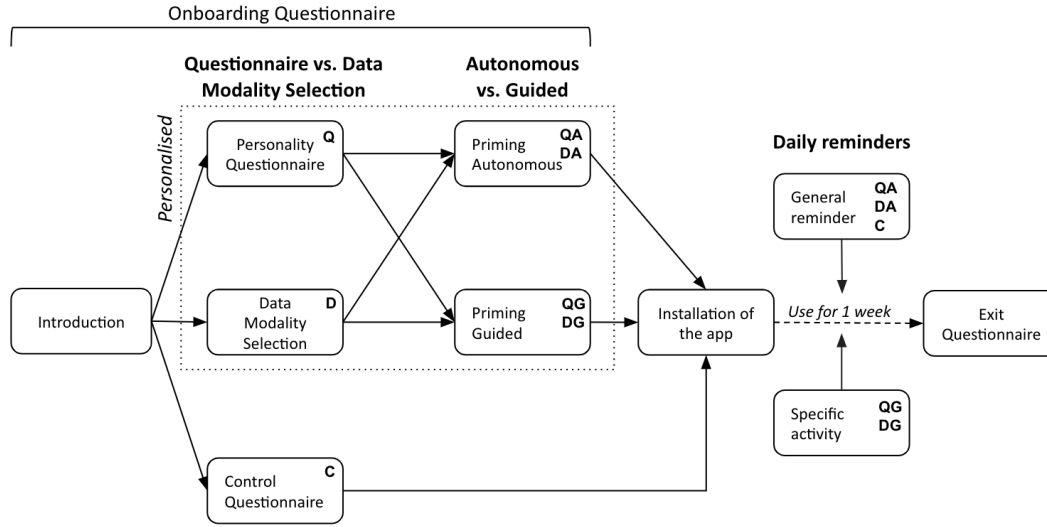 Onboarding Questionnaire
Questionnaire vs. Data
Modality Selection
Autonomous
vs. Guided
Personalised
Personality
Questionnaire
Q
Priming
Autonomous
QA
DA
Daily reminders
General
reminder
QA
DA
C
Introduction
Data
Modality
Selection
D
Priming
Guided
QG
DG
Installation of
the app
Use for 1 week
Exit
Questionnaire
Specific
activity
QG
DG
Control
Questionnaire
C